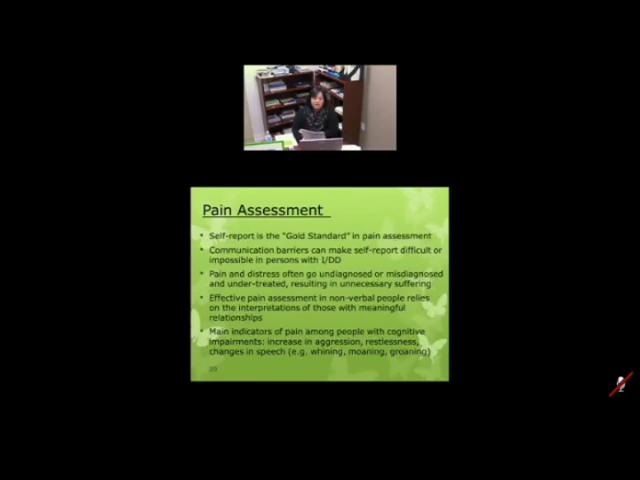 Pain Assessment
Self-report is the "Gold Standard" in pain assessment
Communication barriers can make self-report difficult or
impossible in persons with I/DD
Pain and distress often go undiagnosed or misdiagnosed
and under-treated, resulting in unnecessary suffering
Effective pain assessment in non-verbal people relies
on the interpretations of those with meaningful
relationships
Main indicators of pain among people with cognitive
impairments: increase in aggression, restlessness,
changes in speech (e.g. whining, moaning, groaning)